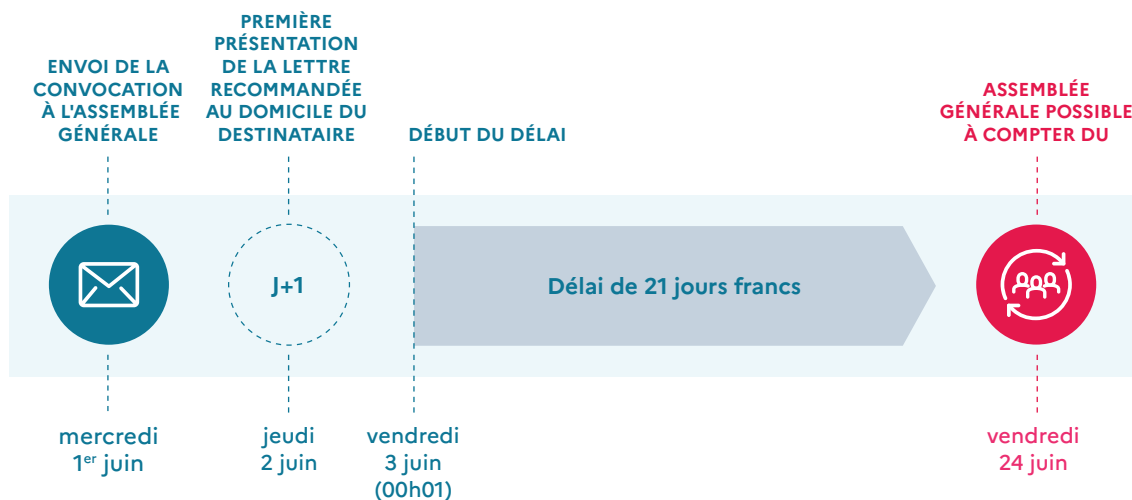 ENVOI DE LA
CONVOCATION
À L'ASSEMBLÉE
GÉNÉRALE
PREMIÈRE
PRÉSENTATION
DE LA LETTRE
RECOMMANDÉE
AU DOMICILE DU
DESTINATAIRE
DÉBUT DU DÉLAI
ASSEMBLÉE
GÉNÉRALE POSSIBLE
À COMPTER DU
J+1
Délai de 21 jours francs
mercredi
1er juin
jeudi
2 juin
vendredi
3 juin
(00h01)
vendredi
24 juin